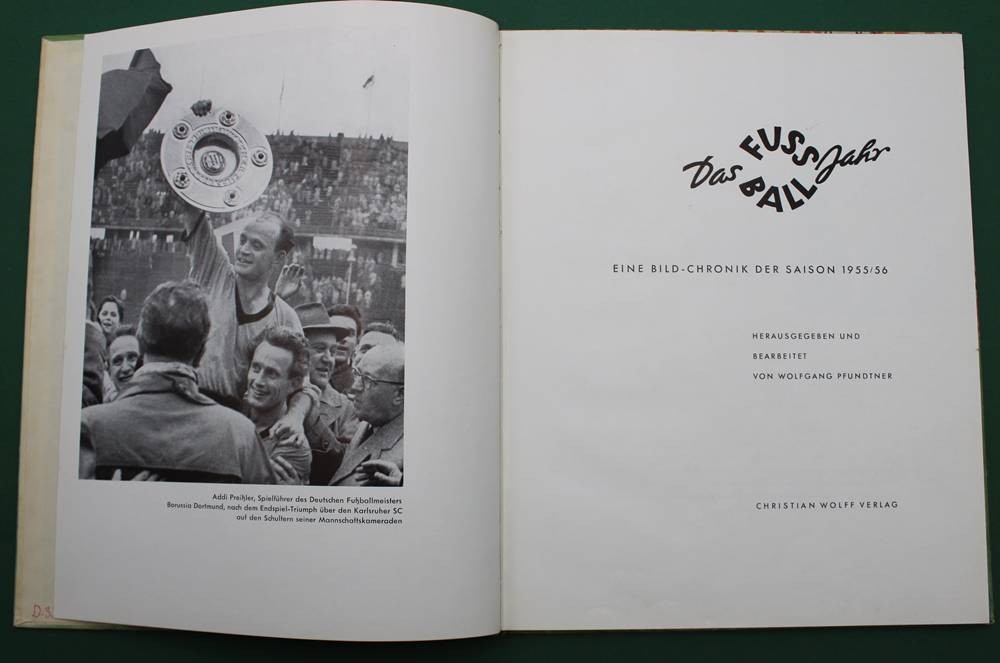 Addi Preißler, Spielführer des Deutschen Fußballmeisters
Borussia Dortmund, nach dem Endspiel-Triumph über den Karlsruher SC
auf den Schultern seiner Mannschaftskameraden
Das FUSSBALL Jahr
EINE BILD-CHRONIK DER SAISON 1955/56
HERAUSGEGEBEN UND
BEARBEITET
VON WOLFGANG PFUNDTNER
CHRISTIAN WOLFF VERLAG